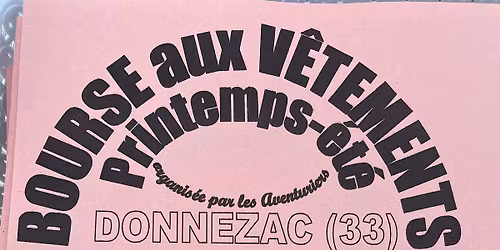 BOURSE aux VÊTEMENTS
Printemps-été
organisée par les Aventuriers
DONNEZAC (33)